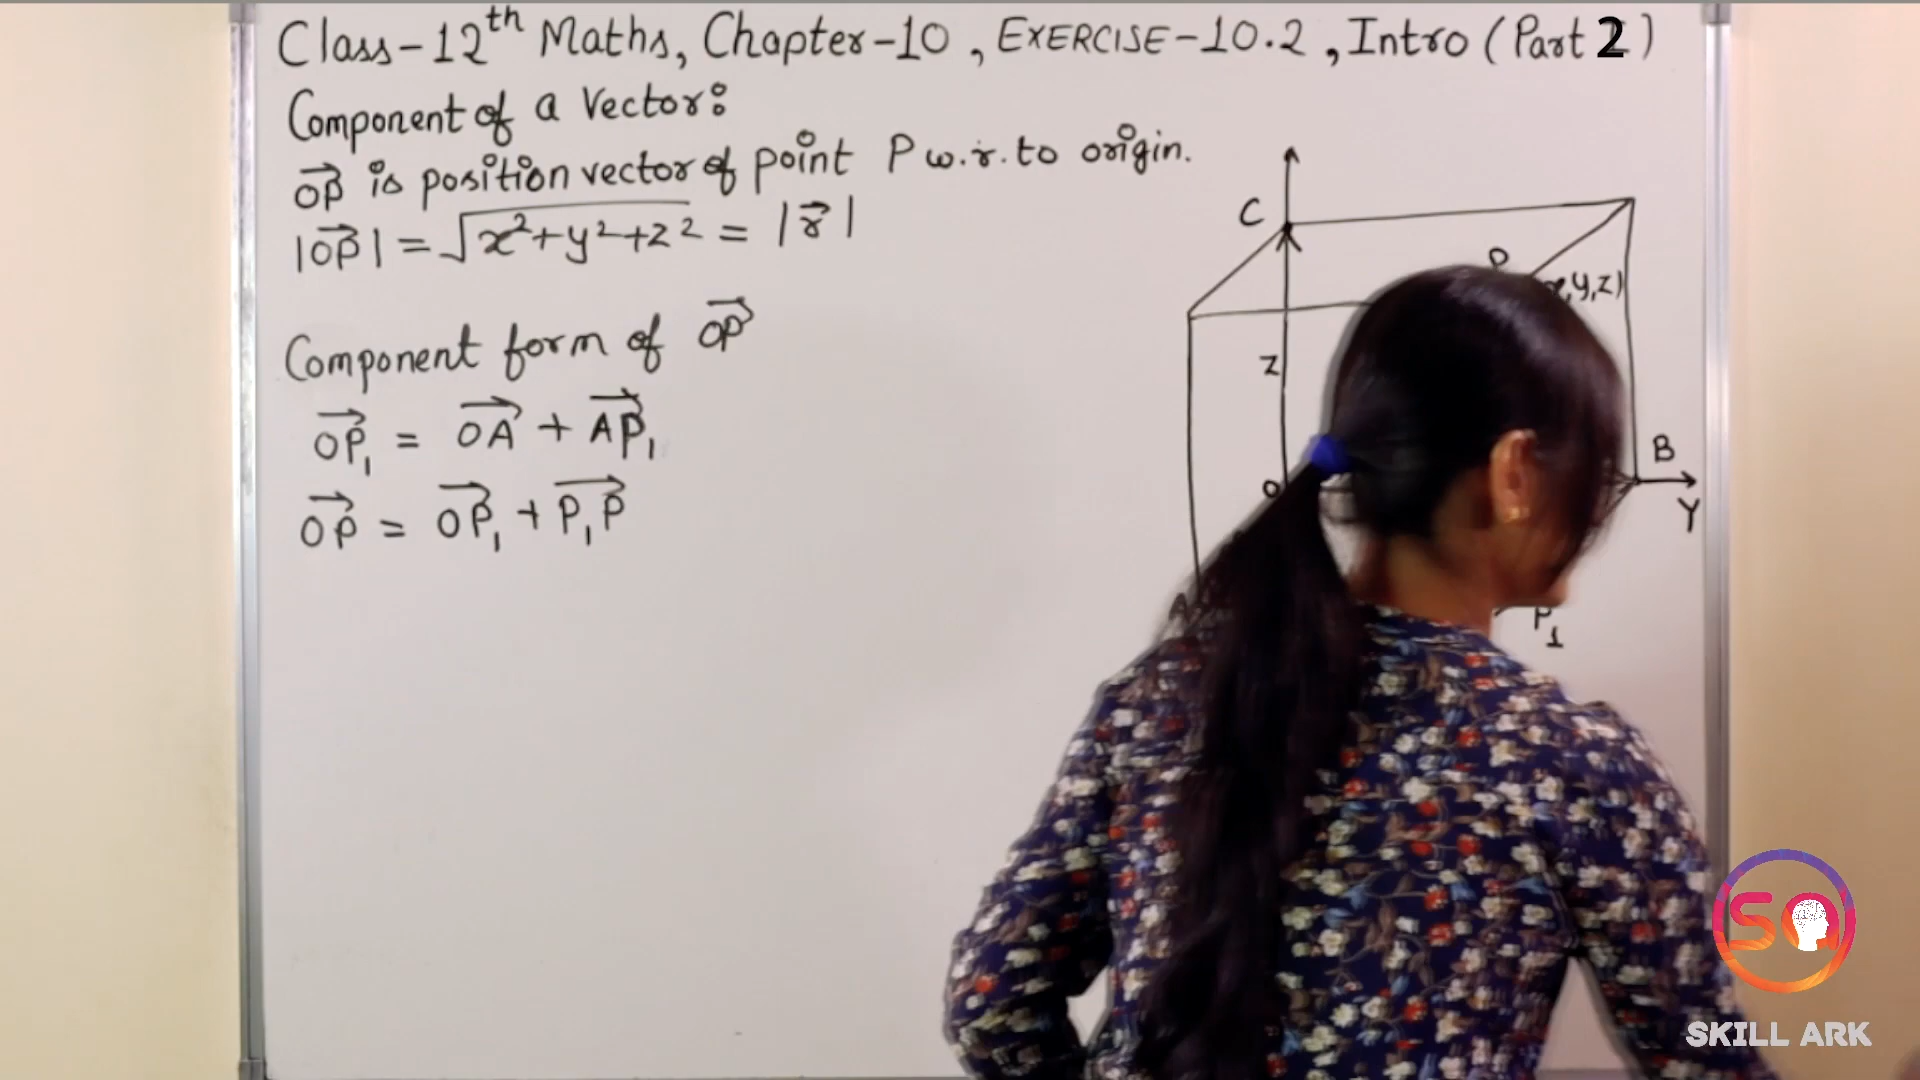 Class-12th Maths, Chapter-10, EXERCISE-10.2, Intro (Part 2)
Component of a Vector:
OP⃗ is position vector of point P w.r.to origin.
|OP⃗| = √x²+y²+z² = |r⃗|
Component form of OP⃗
OP₁⃗ = OA⃗ + AP₁⃗
OP⃗ = OP₁⃗ + P₁P⃗
C
P
,y,z)
z
B
O
Y
A
P₁
SA
SKILL ARK